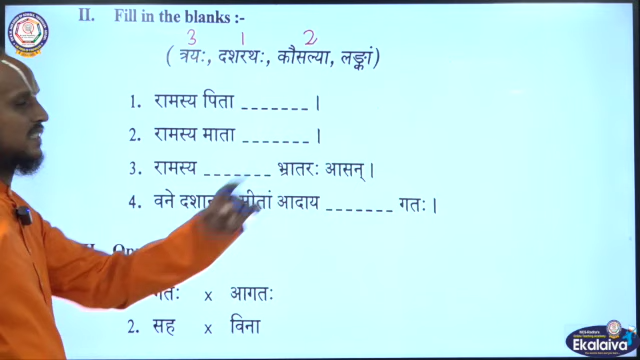 II. Fill in the blanks :-
3 1 2
( त्रयः, दशरथः, कौसल्या, लङ्कां )
1. रामस्य पिता _______ ।
2. रामस्य माता _______ ।
3. रामस्य _______ भ्रातरः आसन् ।
4. वने सीतां आदाय _______ गतः ।
गतः x आगतः
2. सह x विना
Ekalaiva